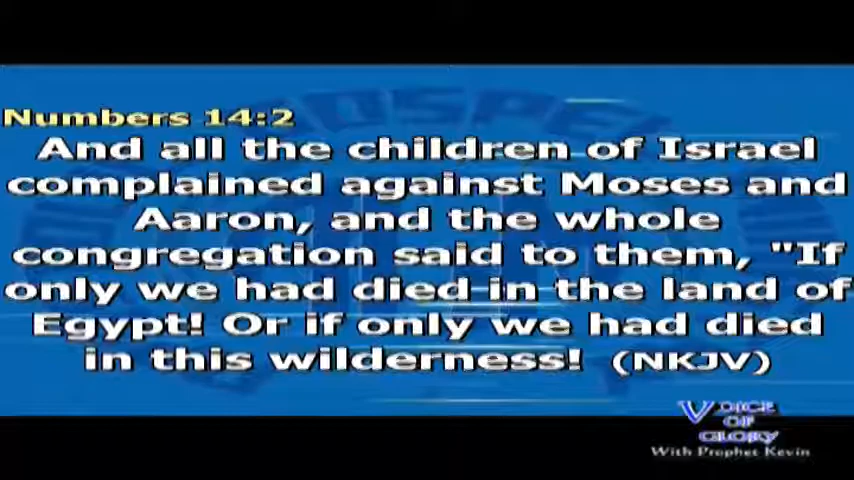 Numbers 14:2
And all the children of Israel
complained against Moses and
Aaron, and the whole
congregation said to them, "If
only we had died in the land of
Egypt! Or if only we had died
in this wilderness! (NKJV)
VOICE
OF
GLORY
With Prophet Kevin